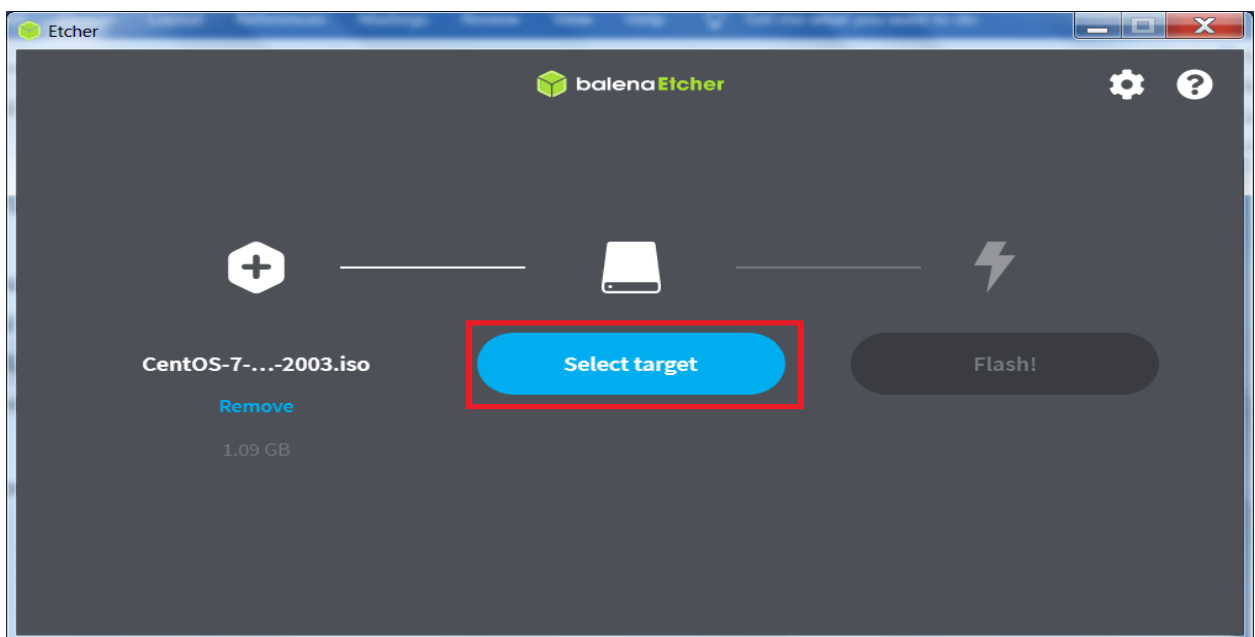 Etcher
balenaEtcher
CentOS-7-...-2003.iso
Select target
Flash!
Remove
1.09 GB